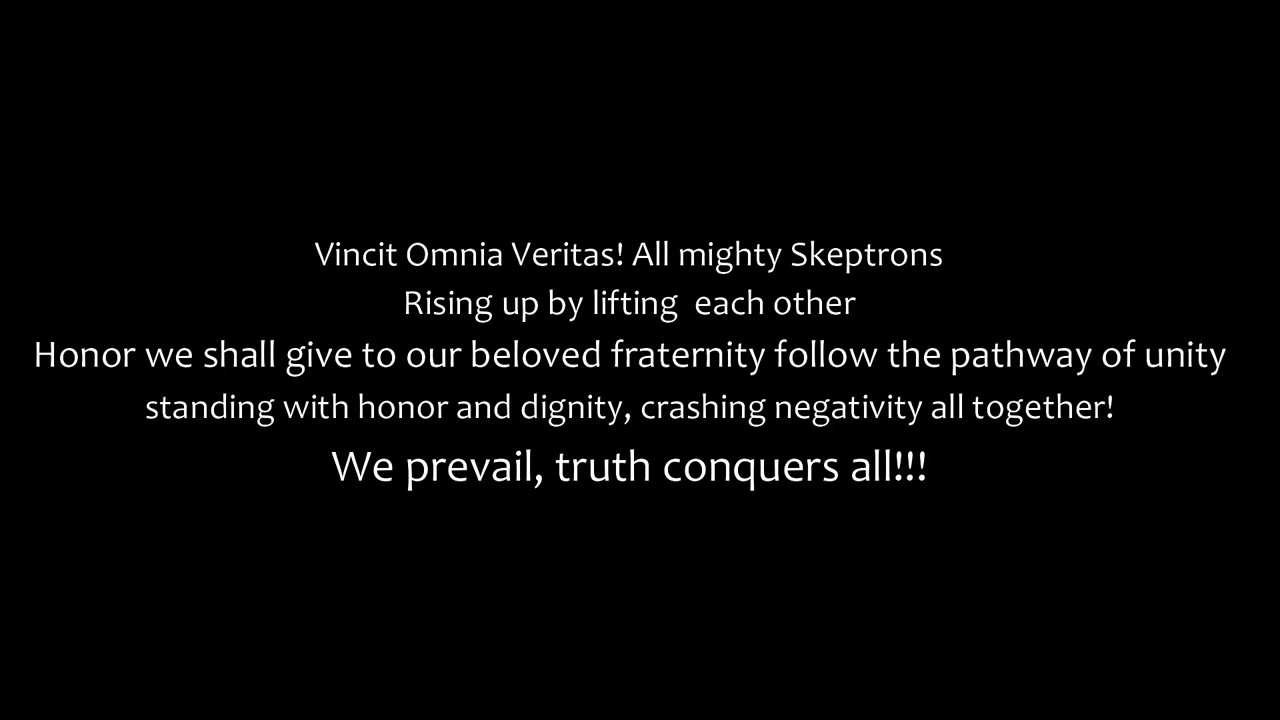 Vincit Omnia Veritas! All mighty Skeptrons
Rising up by lifting  each other
Honor we shall give to our beloved fraternity follow the pathway of unity
standing with honor and dignity, crashing negativity all together!
We prevail, truth conquers all!!!